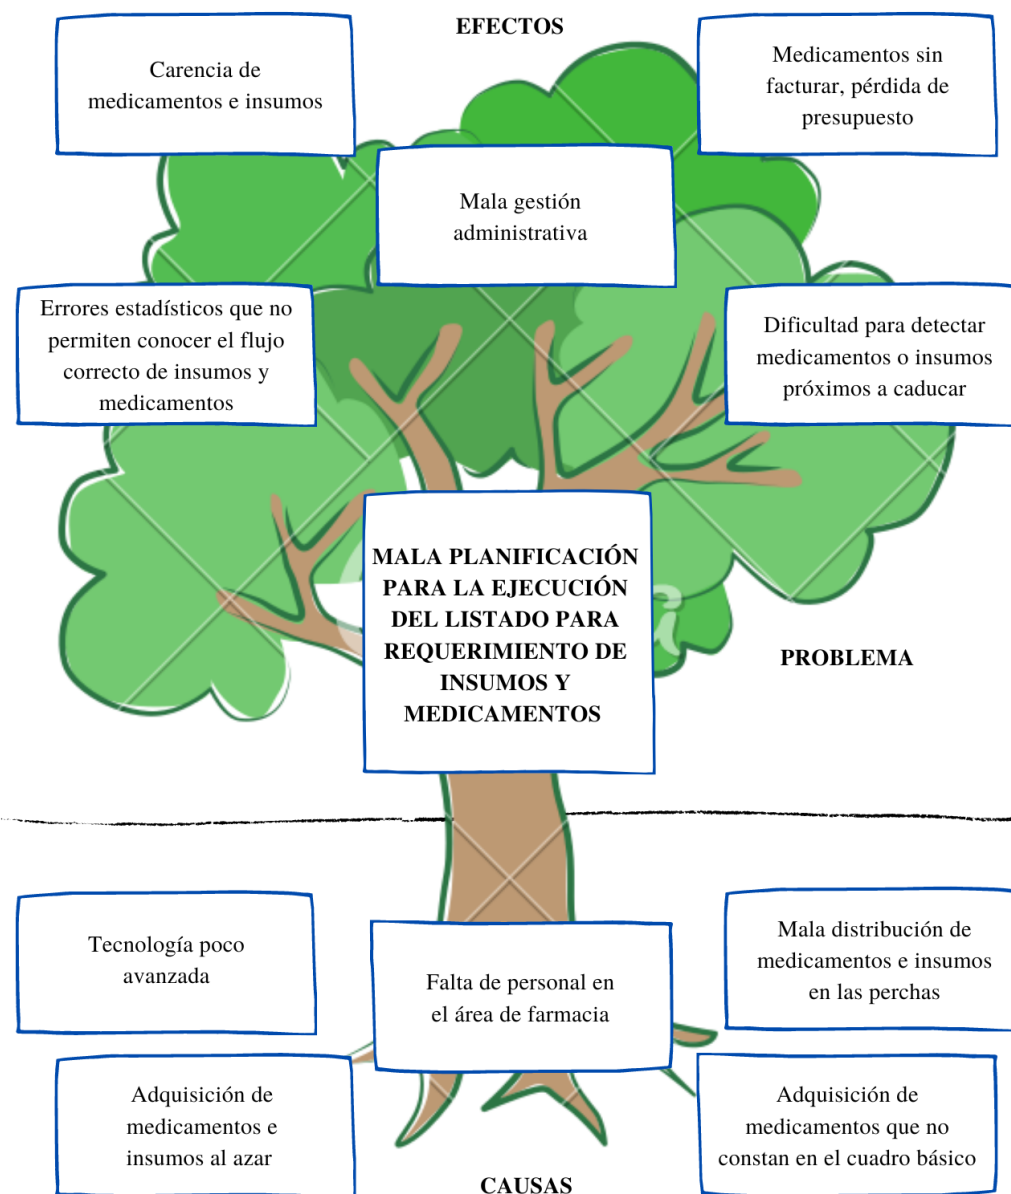 EFECTOS
Carencia de
medicamentos e insumos
Medicamentos sin
facturar, pérdida de
presupuesto
Mala gestión
administrativa
Errores estadísticos que no
permiten conocer el flujo
correcto de insumos y
medicamentos
Dificultad para detectar
medicamentos o insumos
próximos a caducar
MALA PLANIFICACIÓN
PARA LA EJECUCIÓN
DEL LISTADO PARA
REQUERIMIENTO DE
INSUMOS Y
MEDICAMENTOS
PROBLEMA
Tecnología poco
avanzada
Falta de personal en
el área de farmacia
Mala distribución de
medicamentos e insumos
en las perchas
Adquisición de
medicamentos e
insumos al azar
Adquisición de
medicamentos que no
constan en el cuadro básico
CAUSAS